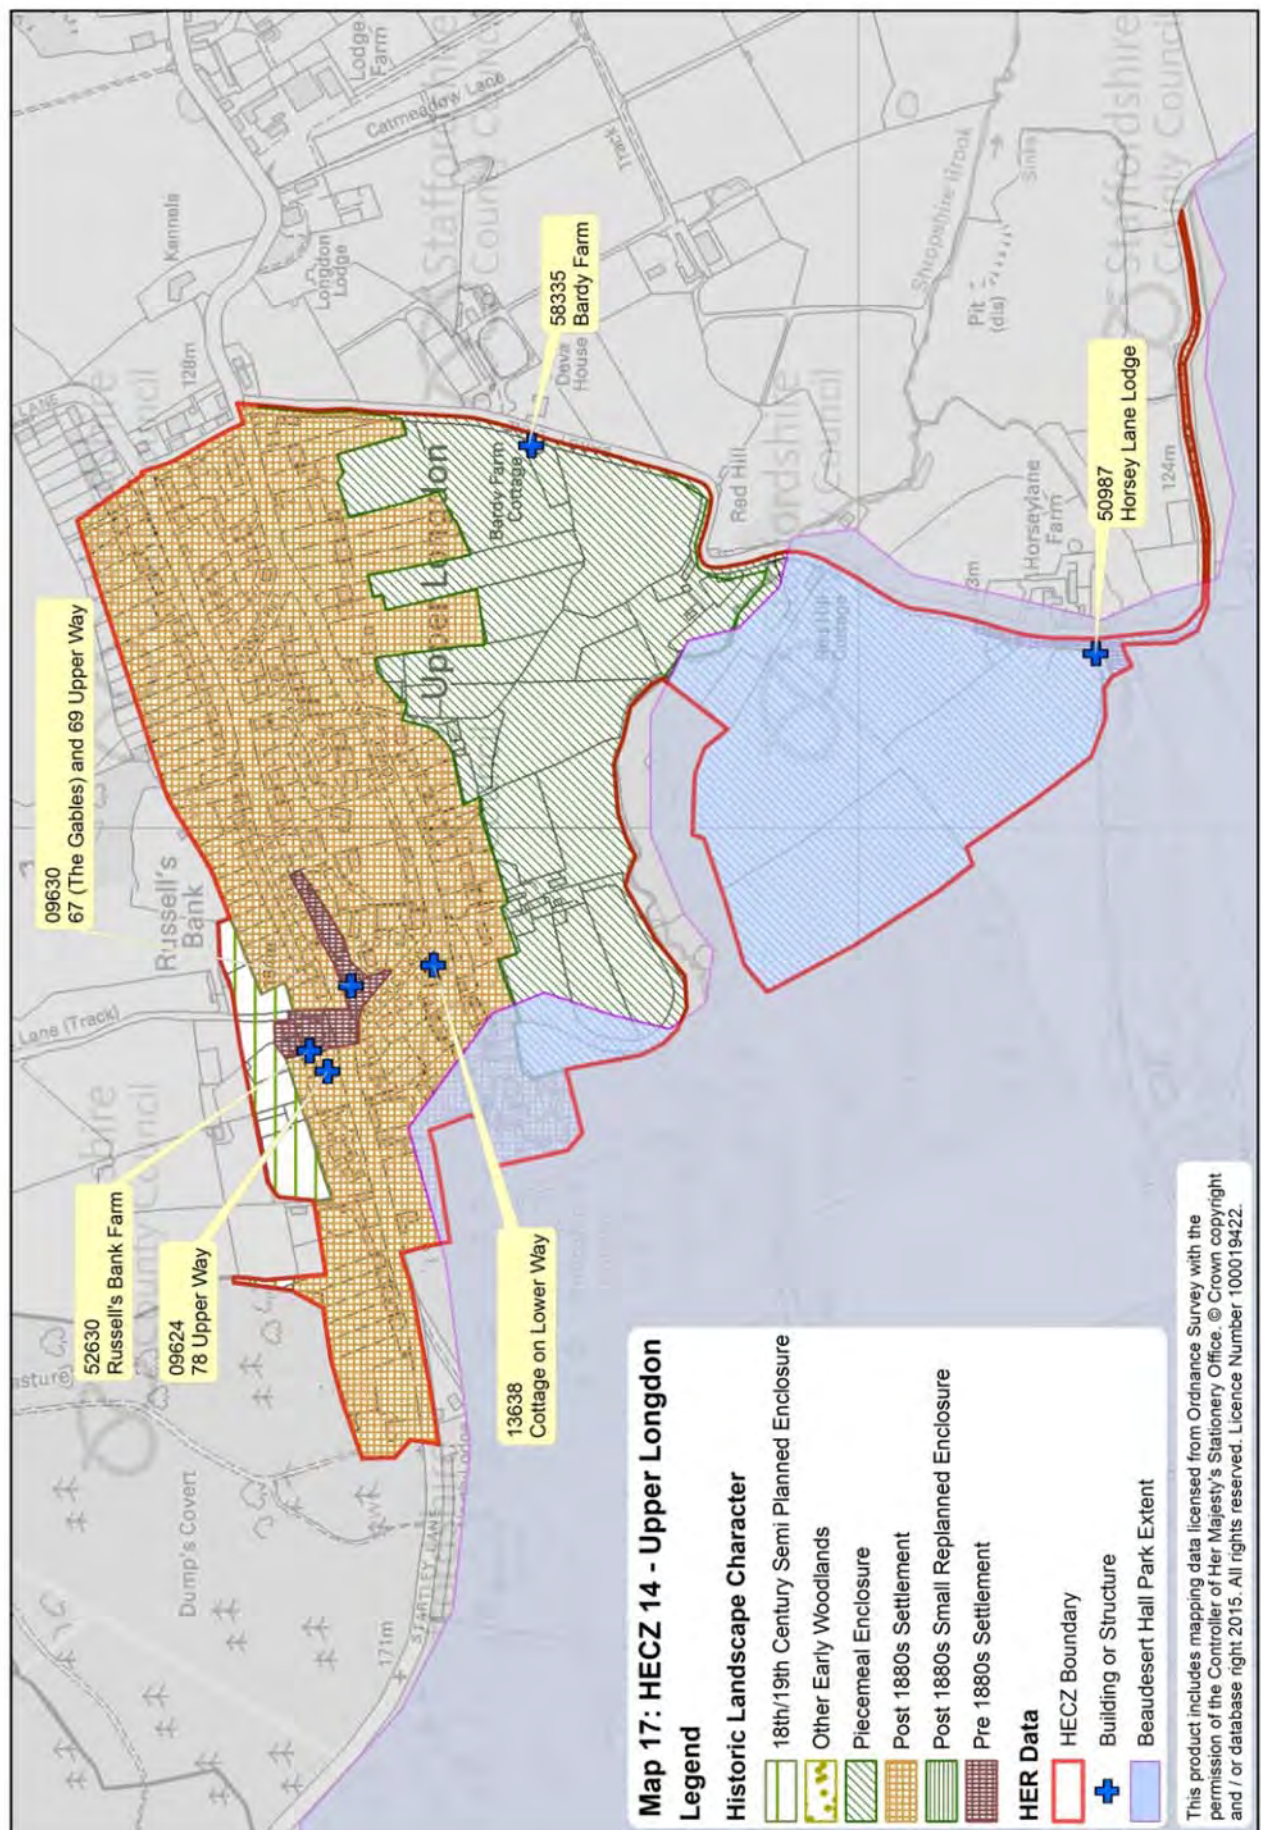 09630
67 (The Gables) and 69 Upper Way
52630
Russell's Bank Farm
09624
78 Upper Way
13638
Cottage on Lower Way
58335
Bardy Farm
50987
Horsey Lane Lodge
Lodge
Farm
Catmeadow Lane
Kennels
Longdon
Lodge
Track
LANE
128m
Staffordshire
County Council
Deva
House
Bardy Farm
Cottage
Upper Longdon
Russell's
Bank
Lane (Track)
Dump's Covert
171m
STARTLEY LANE
Red Hill
Shropshire Brook
Sinks
Pit
(dis)
Staffordshire
County Council
Horseylane
Farm
124m
Map 17: HECZ 14 - Upper Longdon
Legend
Historic Landscape Character
18th/19th Century Semi Planned Enclosure
Other Early Woodlands
Piecemeal Enclosure
Post 1880s Settlement
Post 1880s Small Replanned Enclosure
Pre 1880s Settlement
HER Data
HECZ Boundary
Building or Structure
Beaudesert Hall Park Extent
This product includes mapping data licensed from Ordnance Survey with the
permission of the Controller of Her Majesty's Stationery Office. © Crown copyright
and / or database right 2015. All rights reserved. Licence Number 100019422.